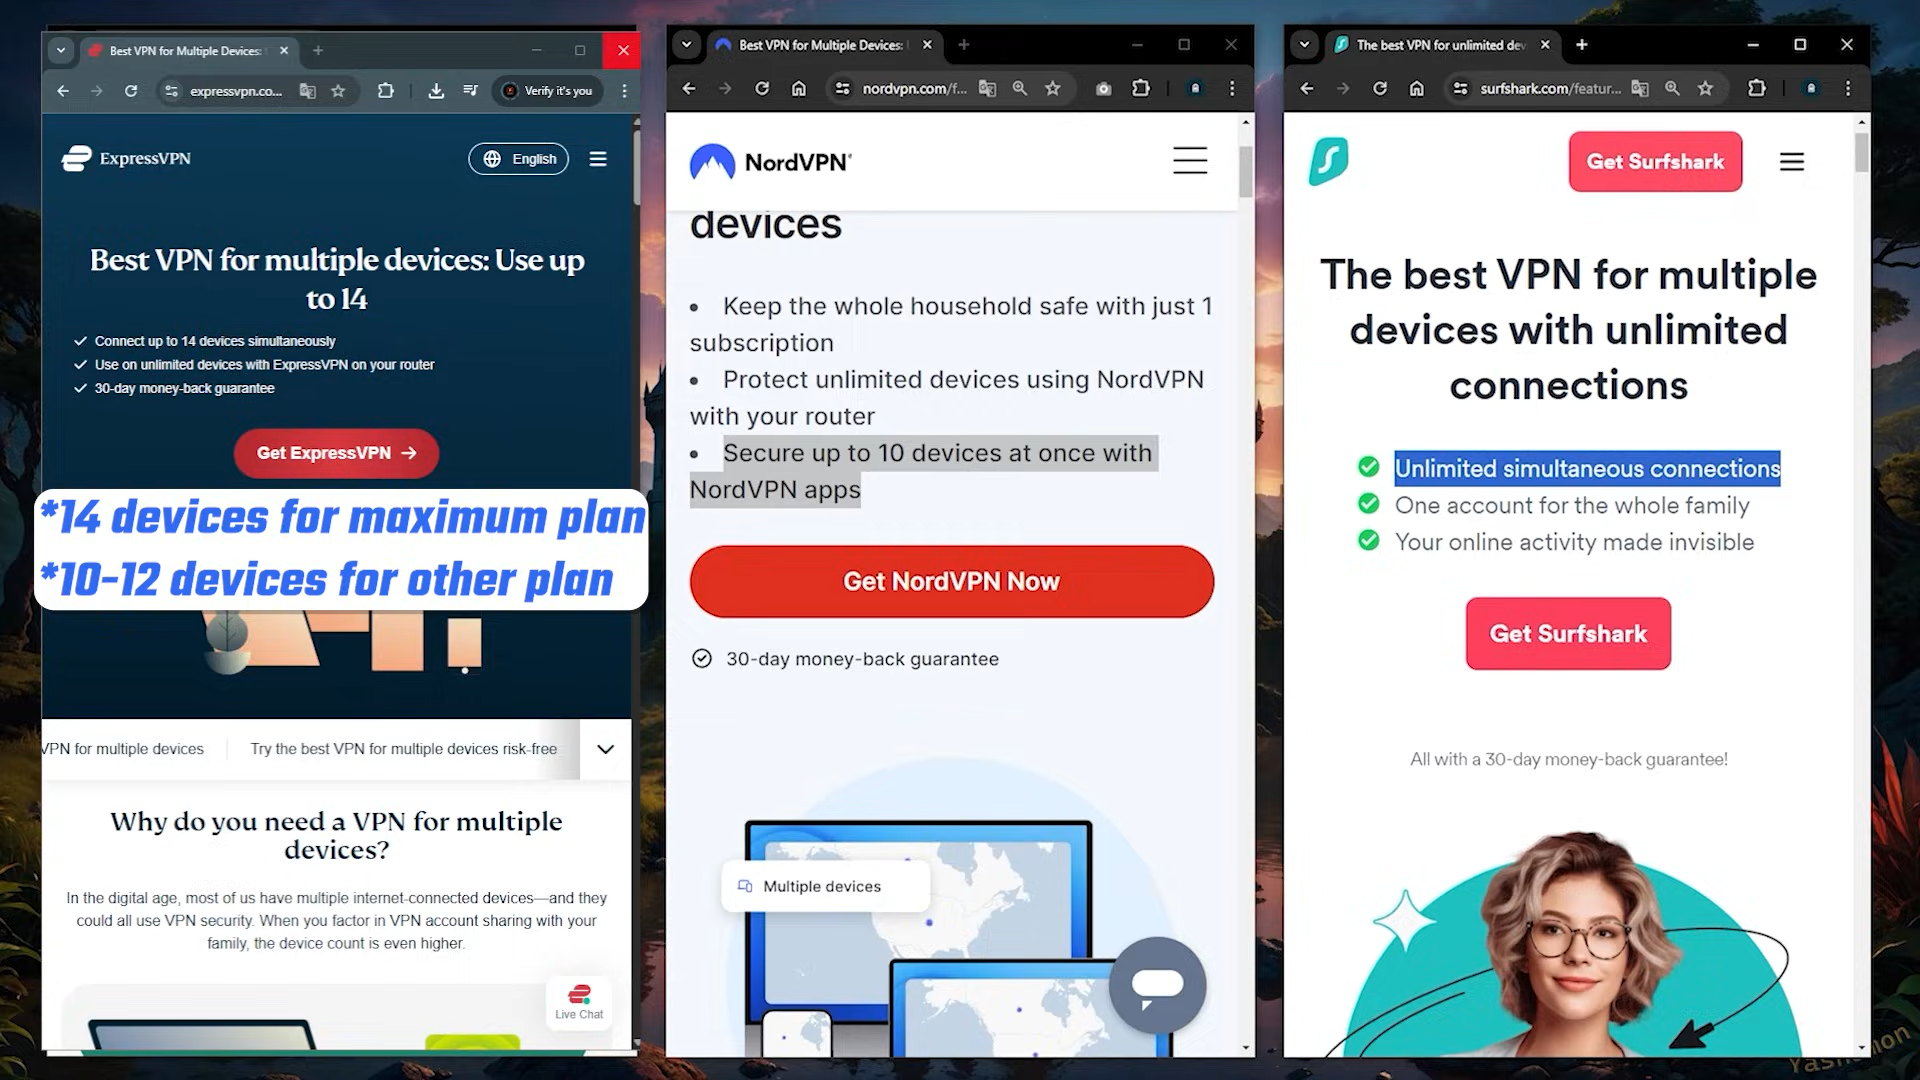 Best VPN for Multiple Devices:
expressvpn.co...
Verify it's you
ExpressVPN
English
Best VPN for multiple devices: Use up
to 14
Connect up to 14 devices simultaneously
Use on unlimited devices with ExpressVPN on your router
30-day money-back guarantee
Get ExpressVPN
*14 devices for maximum plan
*10-12 devices for other plan
VPN for multiple devices
Try the best VPN for multiple devices risk-free
Why do you need a VPN for multiple
devices?
In the digital age, most of us have multiple internet-connected devices—and they
could all use VPN security. When you factor in VPN account sharing with your
family, the device count is even higher.
Live Chat
Best VPN for Multiple Devices:
nordvpn.com/f...
NordVPN®
devices
• Keep the whole household safe with just 1
subscription
• Protect unlimited devices using NordVPN
with your router
• Secure up to 10 devices at once with
NordVPN apps
Get NordVPN Now
30-day money-back guarantee
Multiple devices
The best VPN for unlimited dev
surfshark.com/featur...
Get Surfshark
The best VPN for multiple
devices with unlimited
connections
Unlimited simultaneous connections
One account for the whole family
Your online activity made invisible
Get Surfshark
All with a 30-day money-back guarantee!